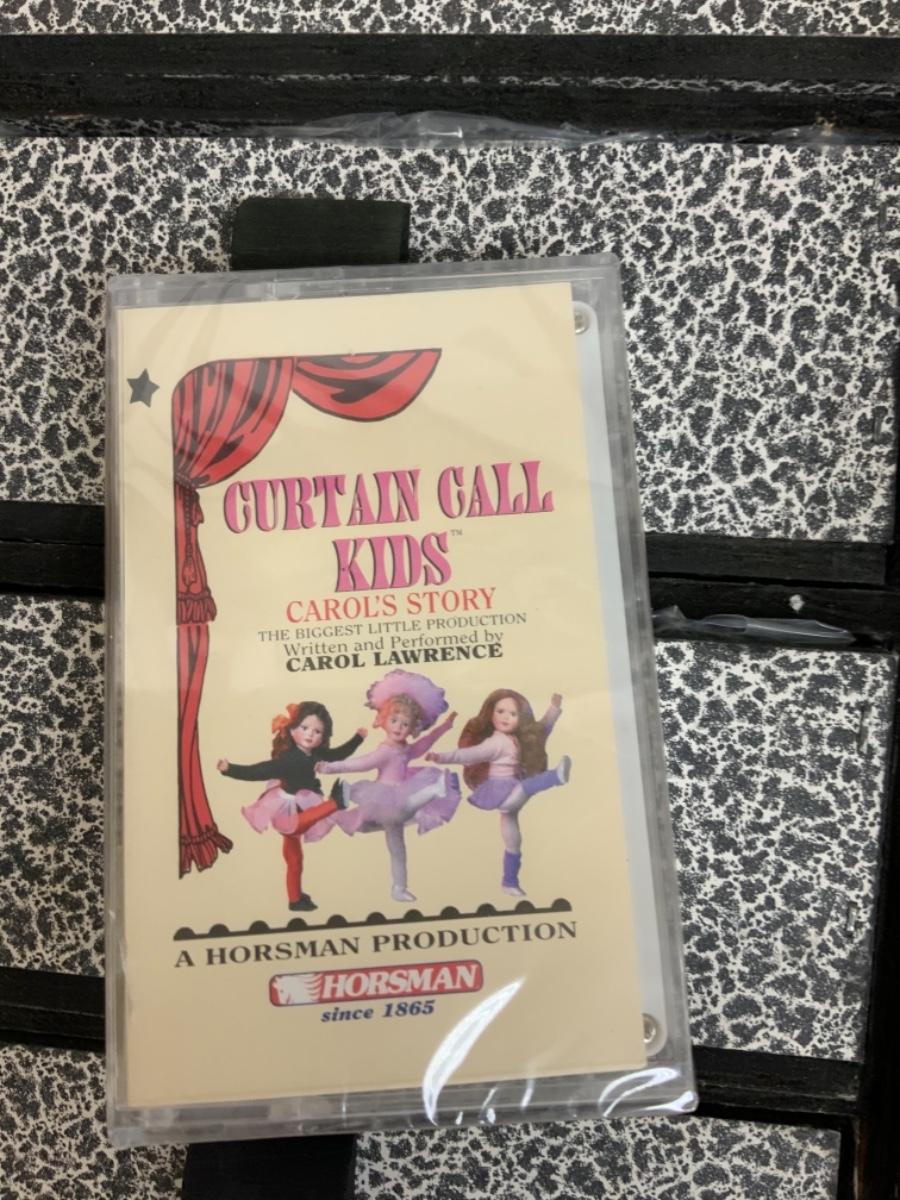 CURTAIN CALL
KIDS™
CAROL'S STORY
THE BIGGEST LITTLE PRODUCTION
Written and Performed by
CAROL LAWRENCE
A HORSMAN PRODUCTION
HORSMAN
since 1865